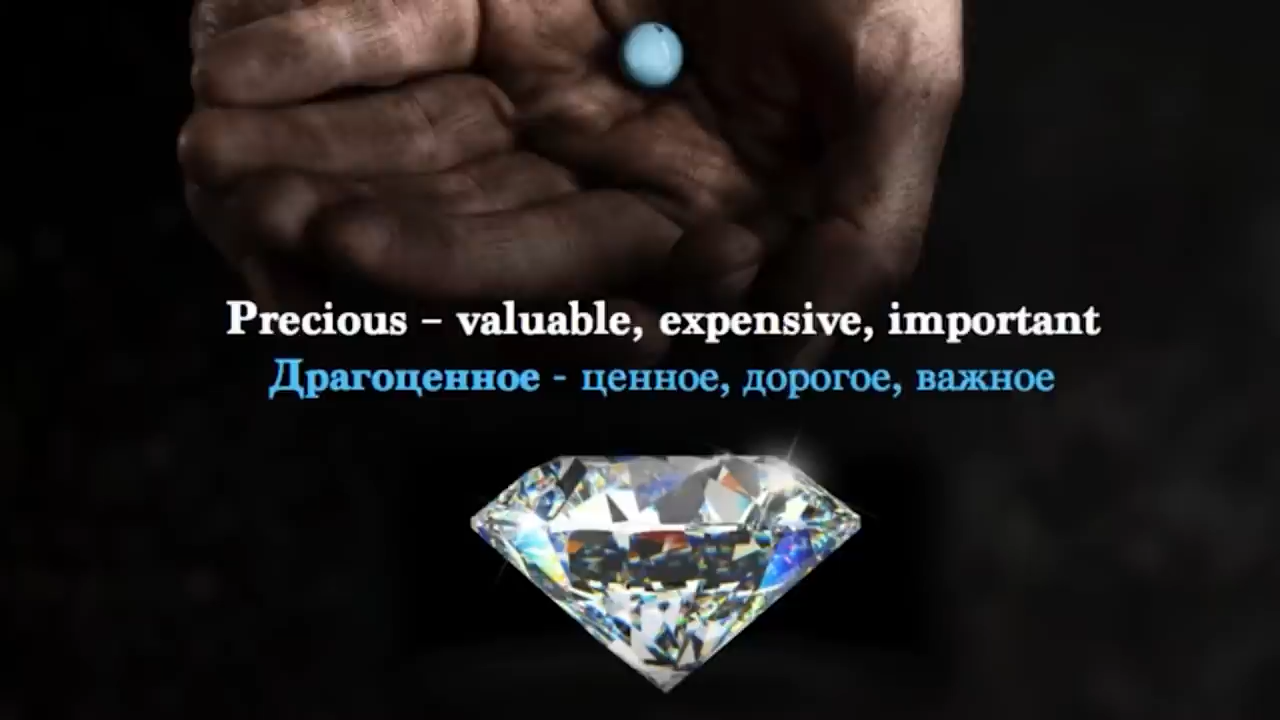 Precious – valuable, expensive, important
Драгоценное - ценное, дорогое, важное